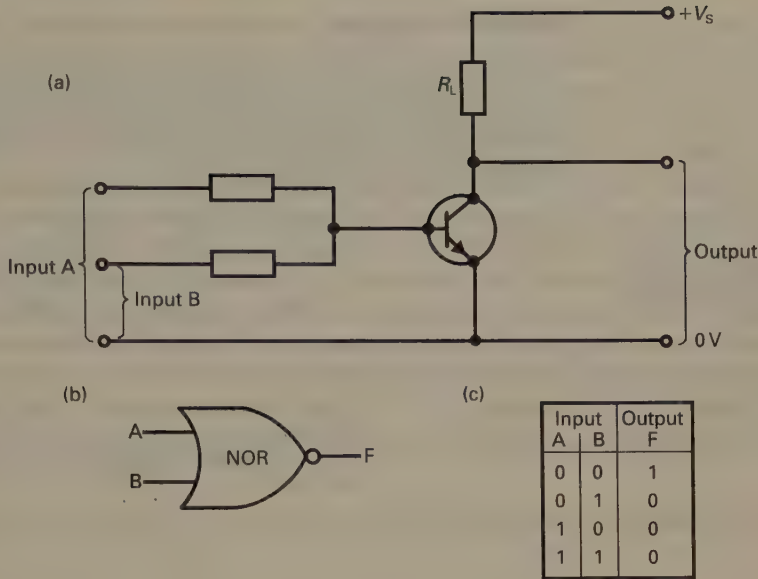 (a)
+V_S
R_L
Input A
Input B
Output
0 V
(b)
A
B
NOR
F
(c)
Input Output
A B F
0 0 1
0 1 0
1 0 0
1 1 0